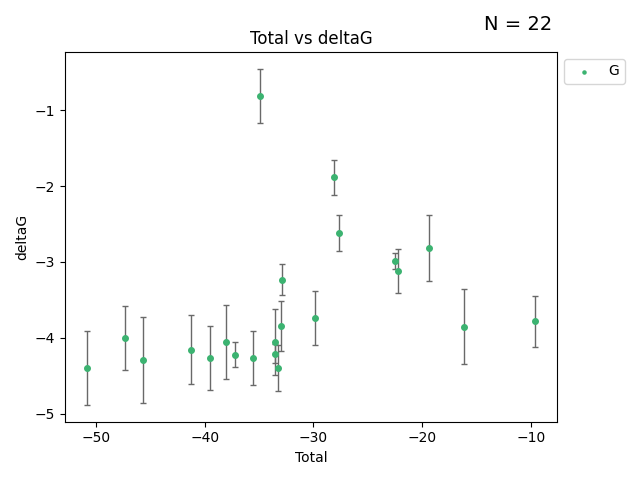 N = 22
Total vs deltaG
G
deltaG
−1
−2
−3
−4
−5
−50 −40 −30 −20 −10
Total